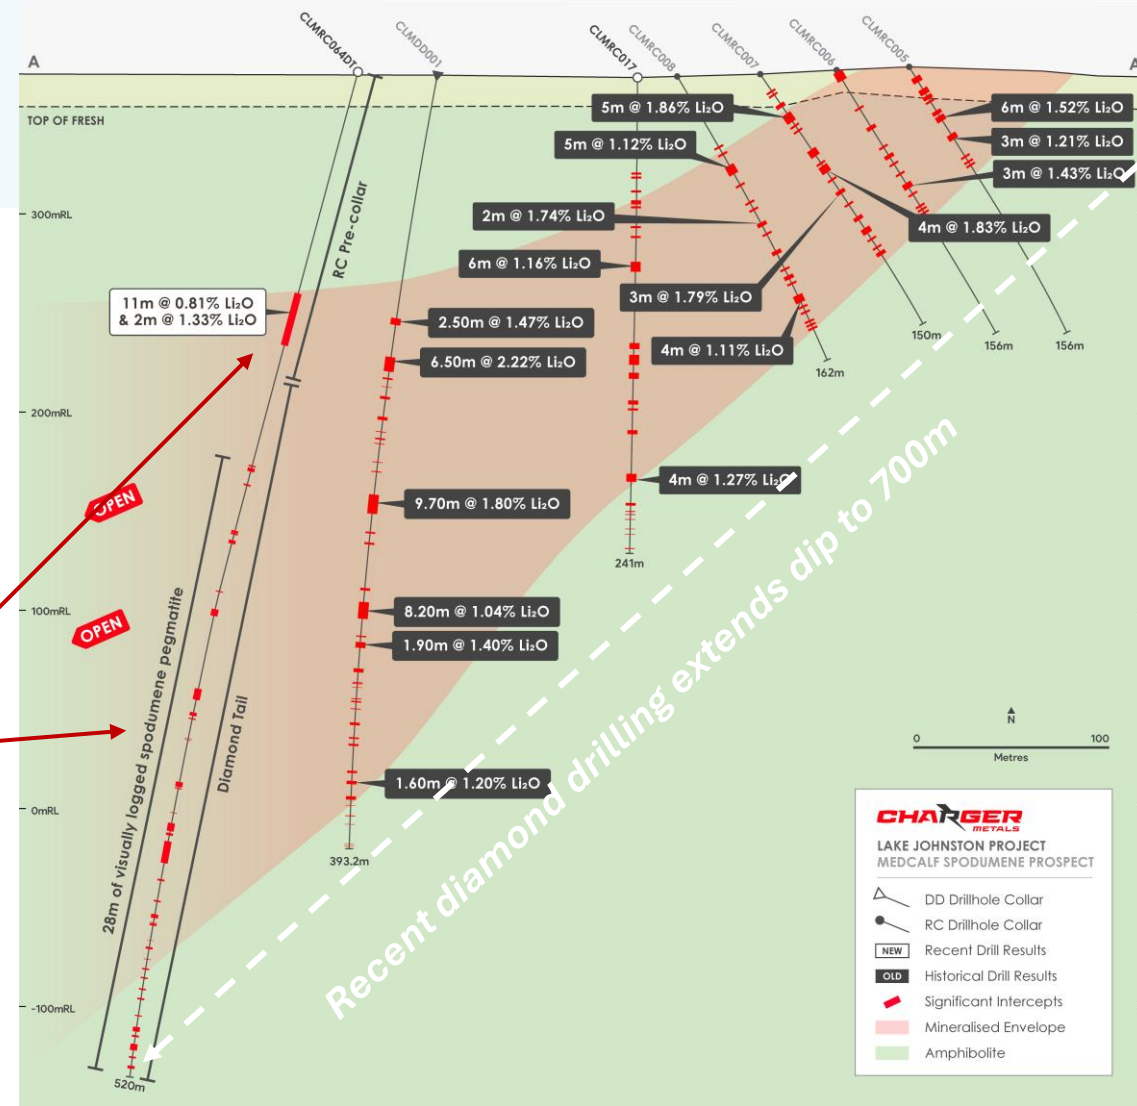 CLMRC064DT
CLMDD001
CLMRC017
CLMRC008
CLMRC007
CLMRC006
CLMRC005
A
A
TOP OF FRESH
300mRL
200mRL
100mRL
0mRL
-100mRL
RC Pre-collar
5m @ 1.86% Li₂O
5m @ 1.12% Li₂O
2m @ 1.74% Li₂O
6m @ 1.16% Li₂O
3m @ 1.79% Li₂O
4m @ 1.11% Li₂O
6m @ 1.52% Li₂O
3m @ 1.21% Li₂O
3m @ 1.43% Li₂O
4m @ 1.83% Li₂O
11m @ 0.81% Li₂O
& 2m @ 1.33% Li₂O
2.50m @ 1.47% Li₂O
6.50m @ 2.22% Li₂O
9.70m @ 1.80% Li₂O
4m @ 1.27% Li₂O
8.20m @ 1.04% Li₂O
1.90m @ 1.40% Li₂O
1.60m @ 1.20% Li₂O
150m
156m
156m
162m
241m
393.2m
520m
OPEN
OPEN
28m of visually logged spodumene pegmatite
Diamond Tail
Recent diamond drilling extends dip to 700m
N
0 100
Metres
CHARGER
METALS
LAKE JOHNSTON PROJECT
MEDCALF SPODUMENE PROSPECT
DD Drillhole Collar
RC Drillhole Collar
NEW Recent Drill Results
OLD Historical Drill Results
Significant Intercepts
Mineralised Envelope
Amphibolite